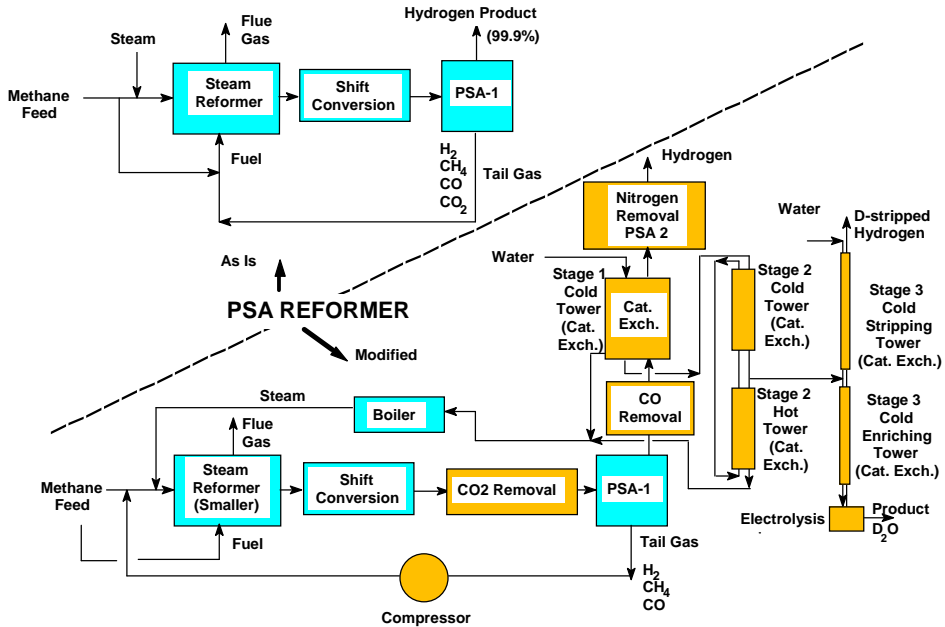 Hydrogen Product
(99.9%)
Flue
Gas
Steam
Methane
Feed
Steam
Reformer
Shift
Conversion
PSA-1
Fuel
H2
CH4
CO
CO2
Tail Gas
As Is
PSA REFORMER
Modified
Hydrogen
Nitrogen
Removal
PSA 2
Water
Stage 1
Cold
Tower
(Cat.
Exch.)
Cat.
Exch.
CO
Removal
Stage 2
Cold
Tower
(Cat.
Exch.)
Stage 2
Hot
Tower
(Cat.
Exch.)
Water
D-stripped
Hydrogen
Stage 3
Cold
Stripping
Tower
(Cat. Exch.)
Stage 3
Cold
Enriching
Tower
(Cat. Exch.)
Electrolysis
Product
D2O
Steam
Boiler
Flue
Gas
Methane
Feed
Steam
Reformer
(Smaller)
Shift
Conversion
CO2 Removal
PSA-1
Fuel
Tail Gas
H2
CH4
CO
Compressor